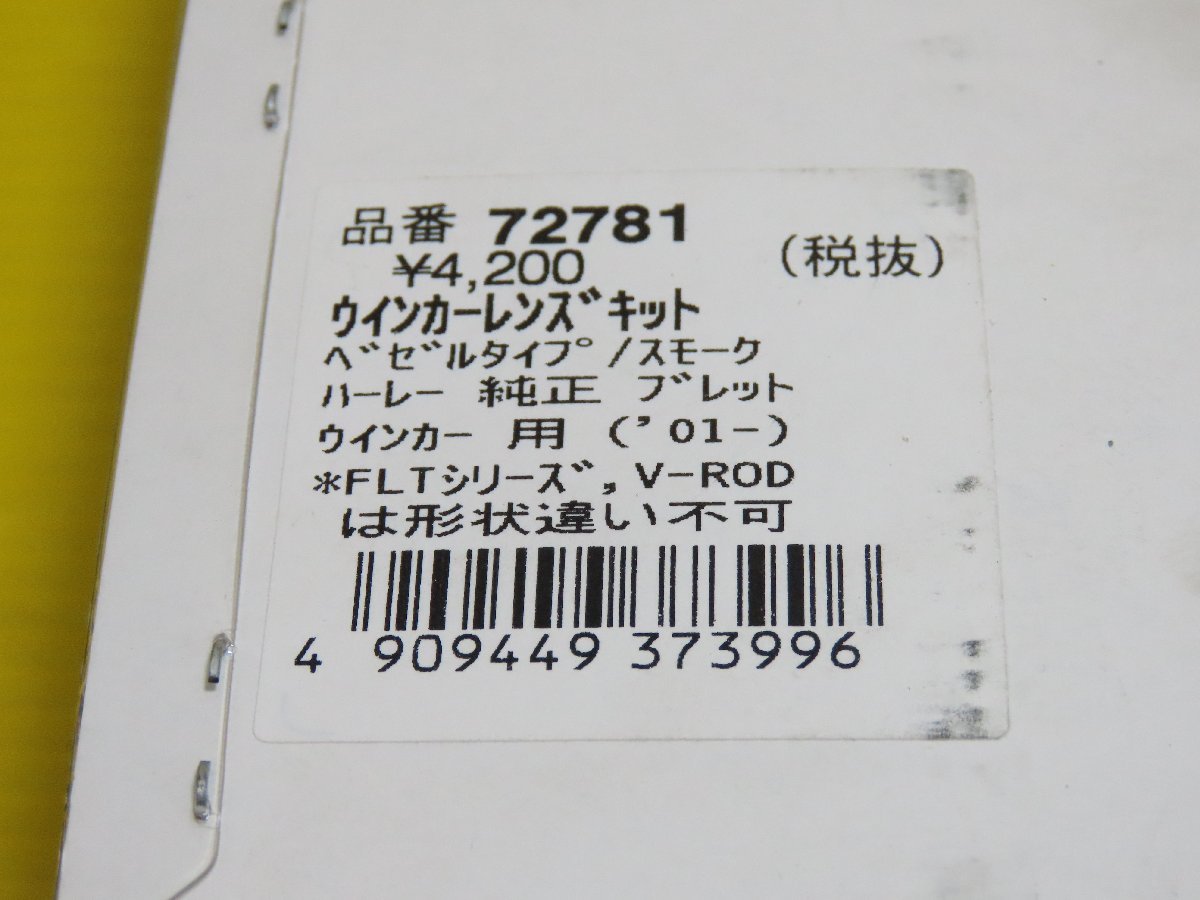 品番 72781
¥4,200 (税抜)
ウインカーレンズキット
ベゼルタイプ/スモーク
ハーレー 純正 ブレット
ウインカー 用 ('01-)
*FLTシリーズ,V-ROD
は形状違い不可
4 909449 373996